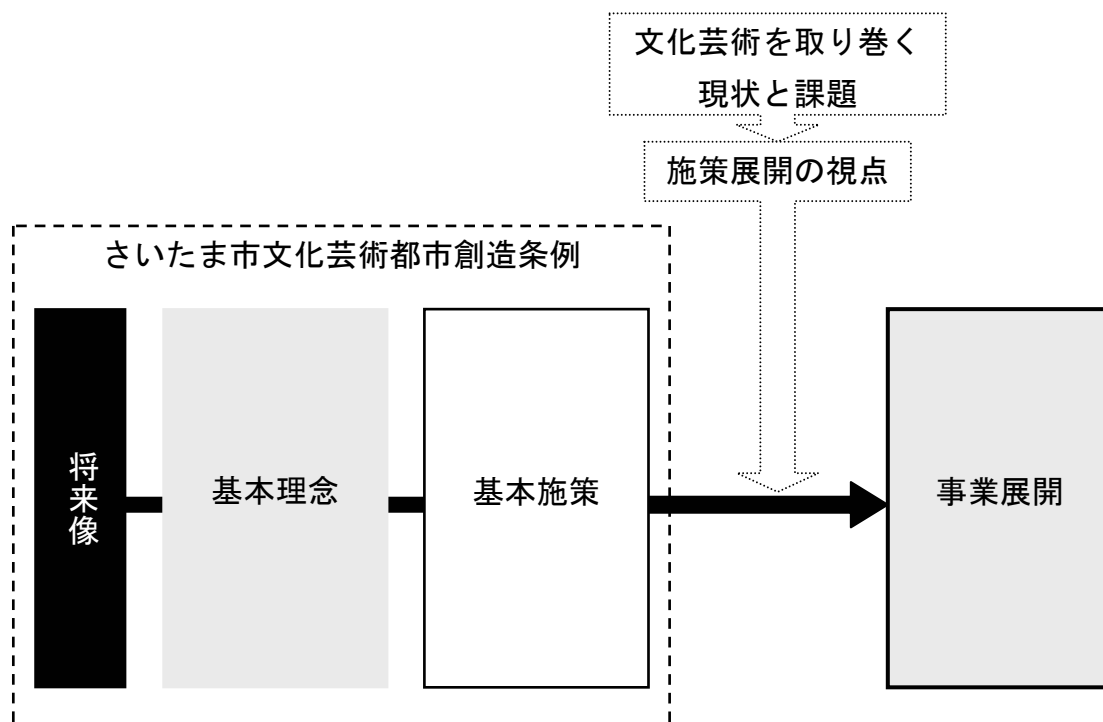 文化芸術を取り巻く
現状と課題
施策展開の視点
さいたま市文化芸術都市創造条例
将来像
基本理念
基本施策
事業展開